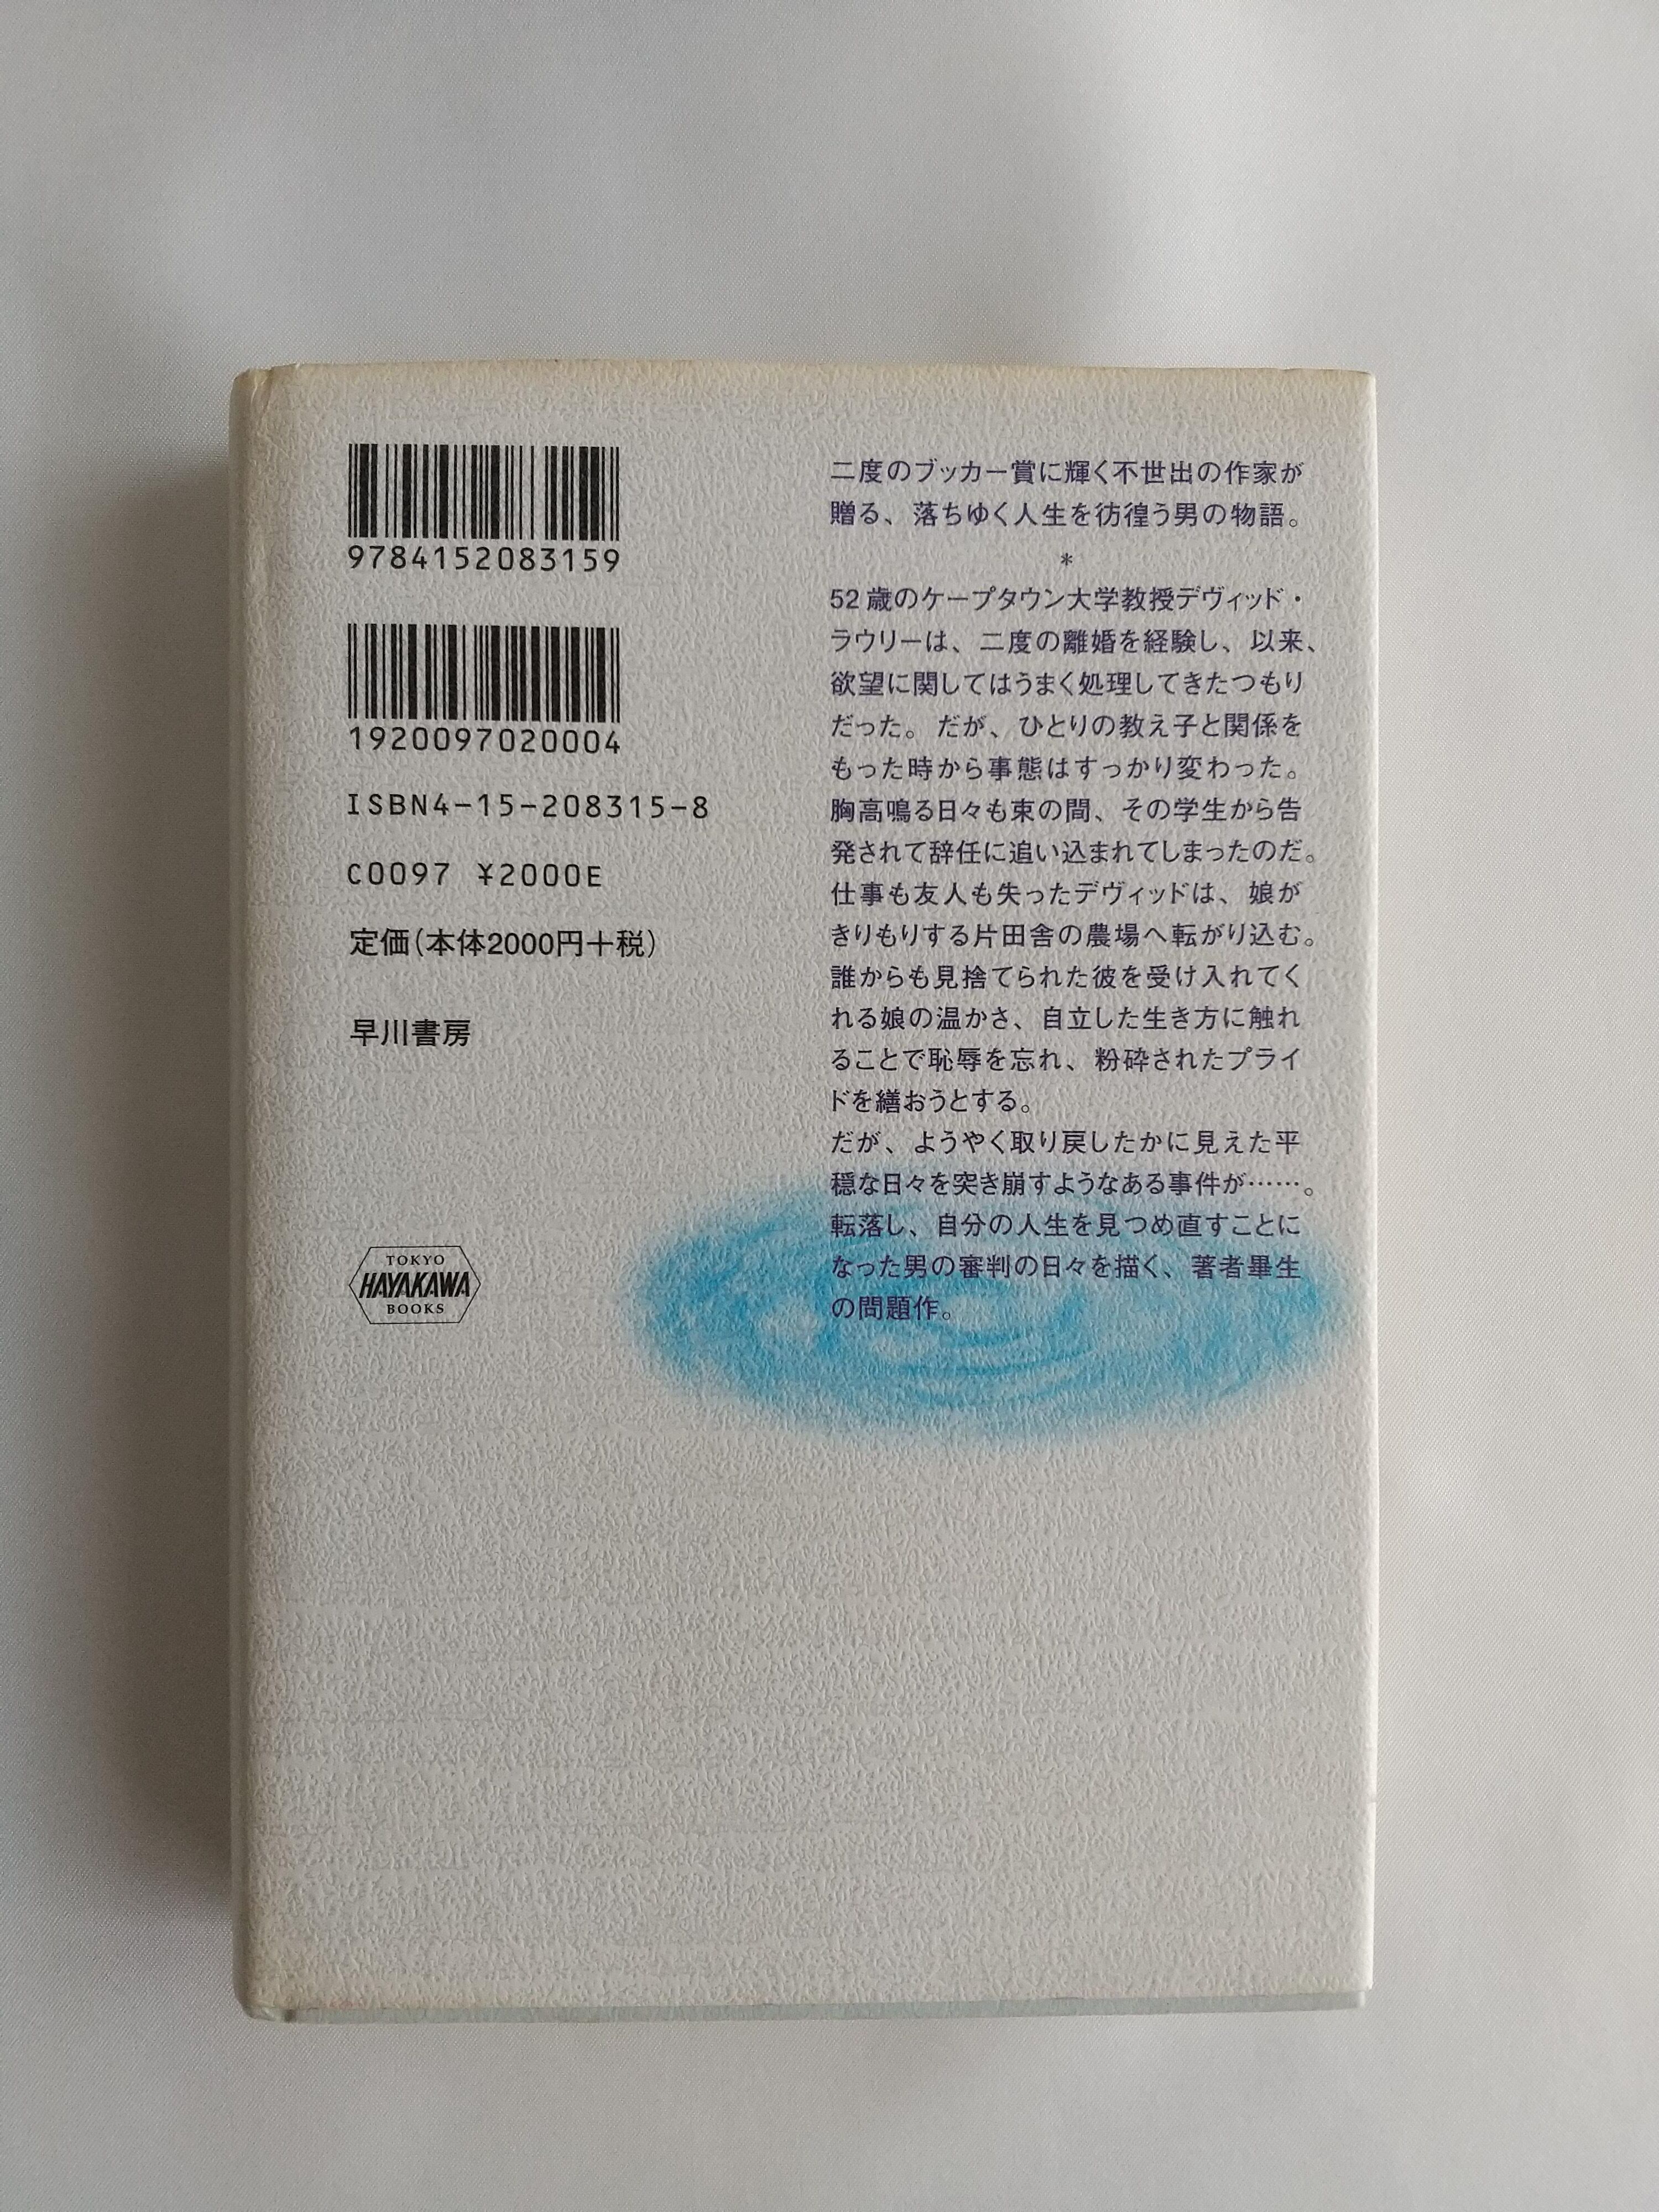 9784152083159
1920097020004
ISBN4-15-208315-8
C0097 ¥2000E
定価(本体2000円+税)
早川書房
TOKYO
HAYAKAWA
BOOKS
二度のブッカー賞に輝く不世出の作家が
贈る、落ちゆく人生を彷徨う男の物語。
*
52歳のケープタウン大学教授デヴィッド・
ラウリーは、二度の離婚を経験し、以来、
欲望に関してはうまく処理してきたつもり
だった。だが、ひとりの教え子と関係を
もった時から事態はすっかり変わった。
胸高鳴る日々も束の間、その学生から告
発されて辞任に追い込まれてしまったのだ。
仕事も友人も失ったデヴィッドは、娘が
きりもりする片田舎の農場へ転がり込む。
誰からも見捨てられた彼を受け入れてく
れる娘の温かさ、自立した生き方に触れ
ることで恥辱を忘れ、粉砕されたプライ
ドを繕おうとする。
だが、ようやく取り戻したかに見えた平
穏な日々を突き崩すようなある事件が……。
転落し、自分の人生を見つめ直すことに
なった男の審判の日々を描く、著者畢生
の問題作。